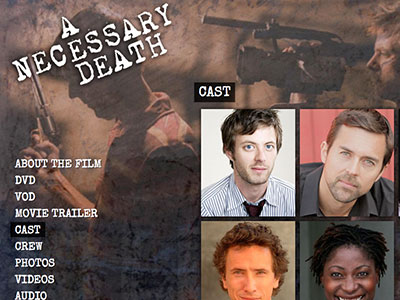 A
NECESSARY
DEATH
CAST
ABOUT THE FILM
DVD
VOD
MOVIE TRAILER
CAST
CREW
PHOTOS
VIDEOS
AUDIO